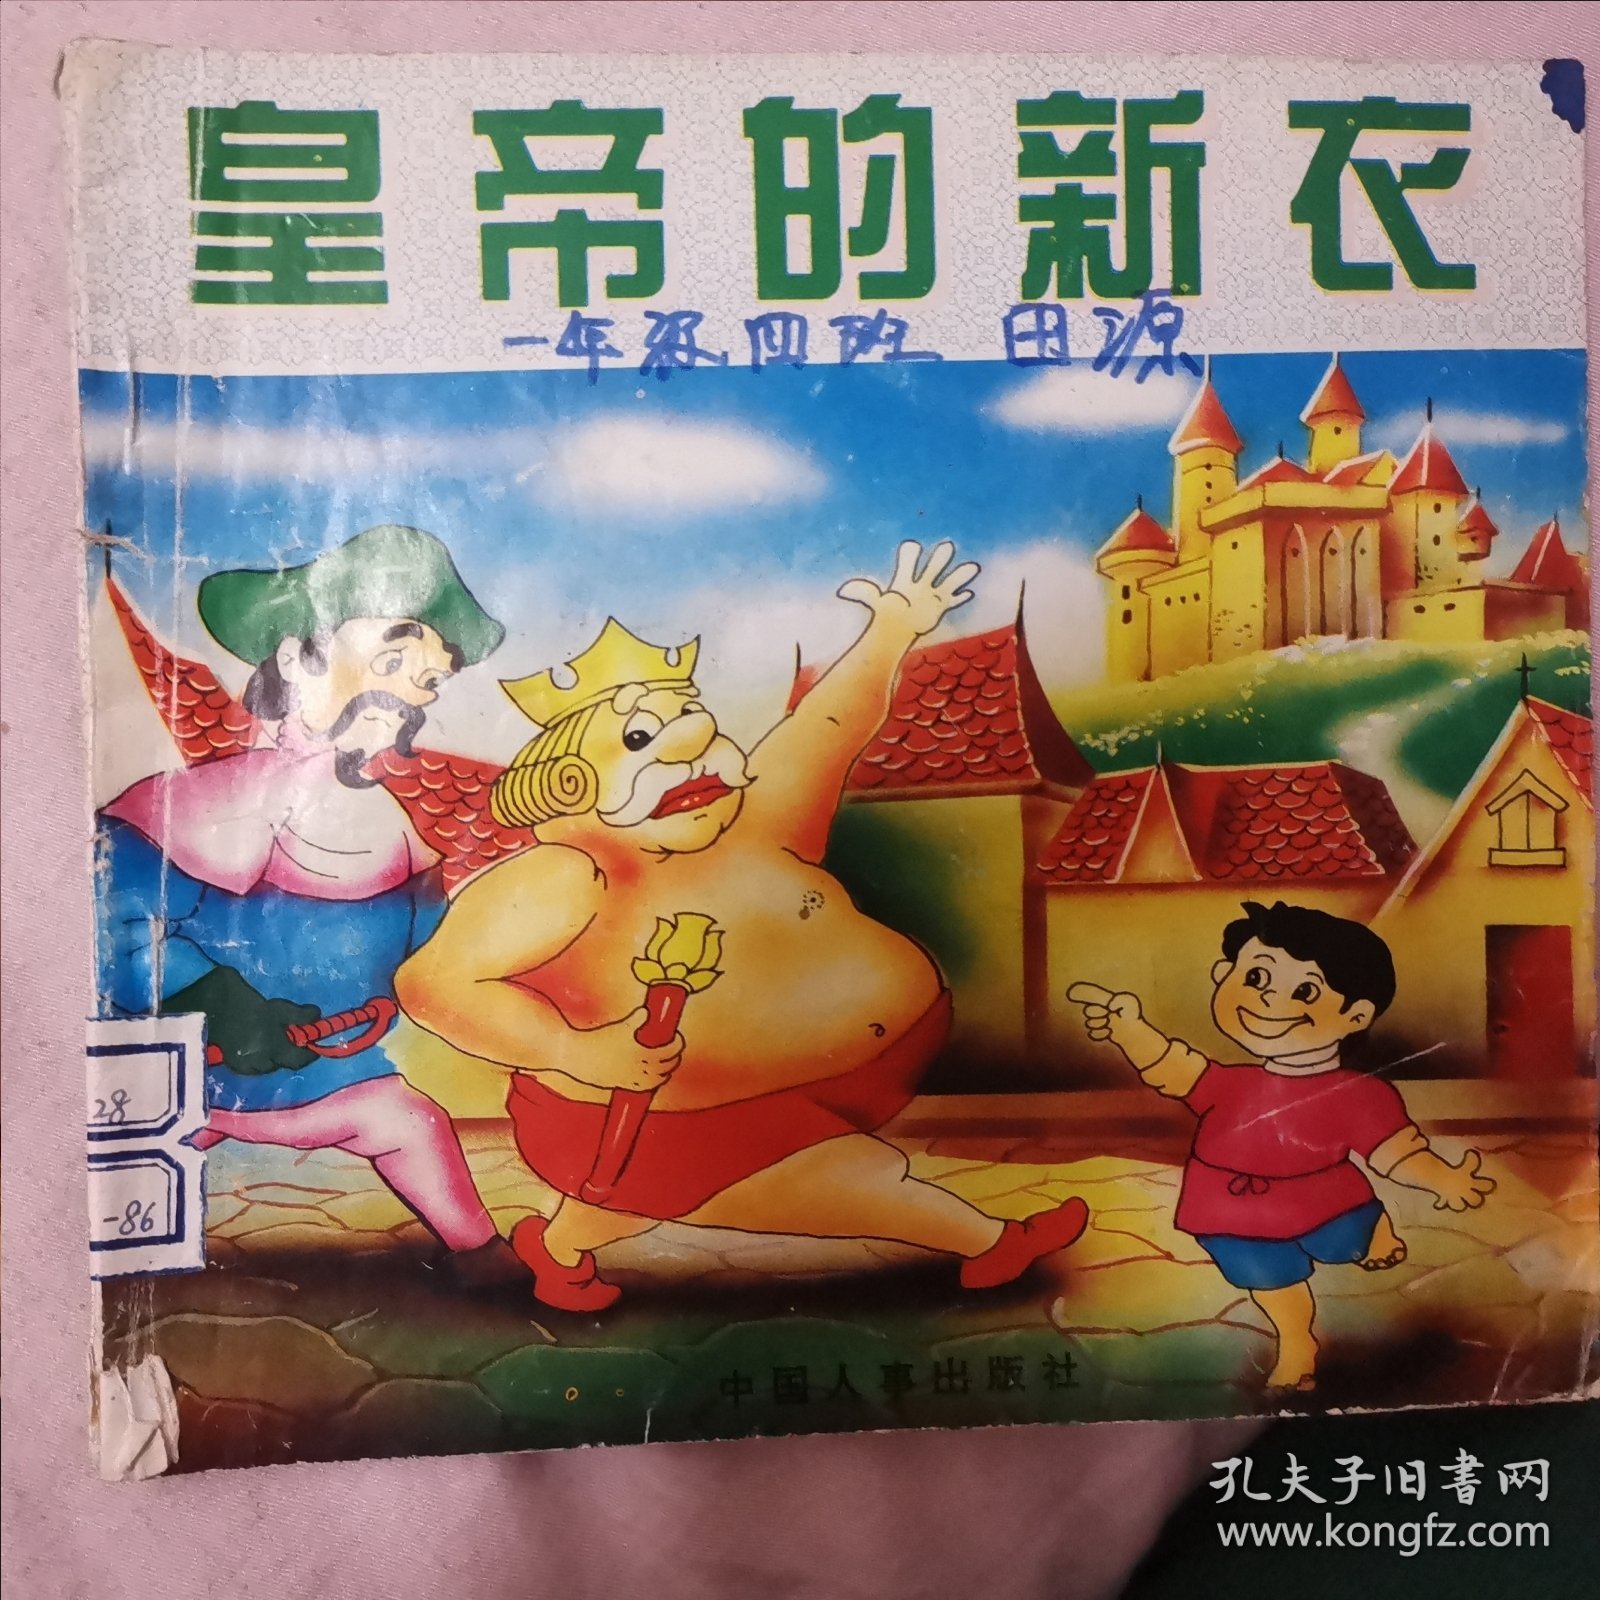 皇帝的新衣
一年级四班 田源
28
-86
中国人事出版社
孔夫子旧书网
www.kongfz.com